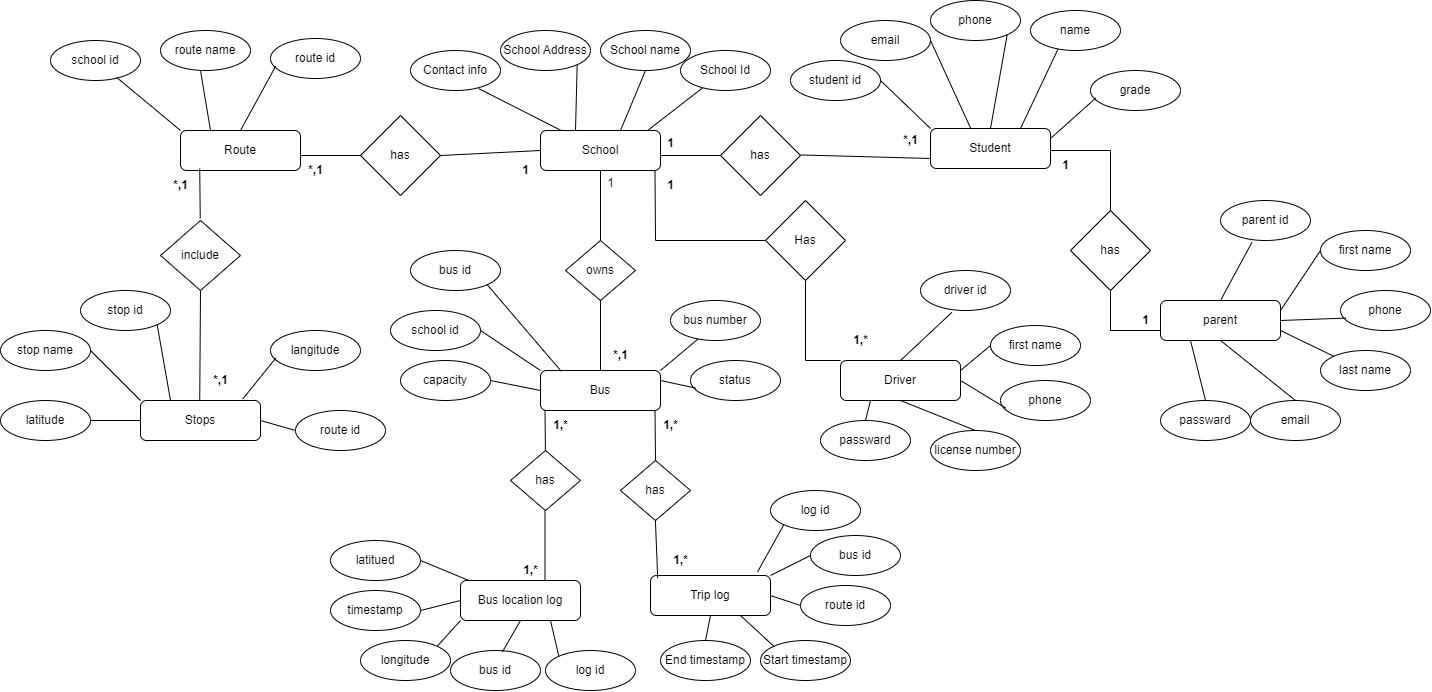 phone
email
name
school id
route name
route id
Contact info
School Address
School name
School Id
student id
grade
Route
has
School
has
Student
*,1
*,1
1
1
1
*,1
1
1
1
include
owns
Has
has
parent id
first name
phone
last name
parent
1
passward
email
bus id
school id
capacity
bus number
status
Bus
*,1
driver id
first name
phone
license number
passward
Driver
1,*
stop id
stop name
latitude
langitude
route id
Stops
*,1
1,*
1,*
has
has
1,*
1,*
latitued
timestamp
longitude
bus id
log id
Bus location log
Trip log
log id
bus id
route id
End timestamp
Start timestamp